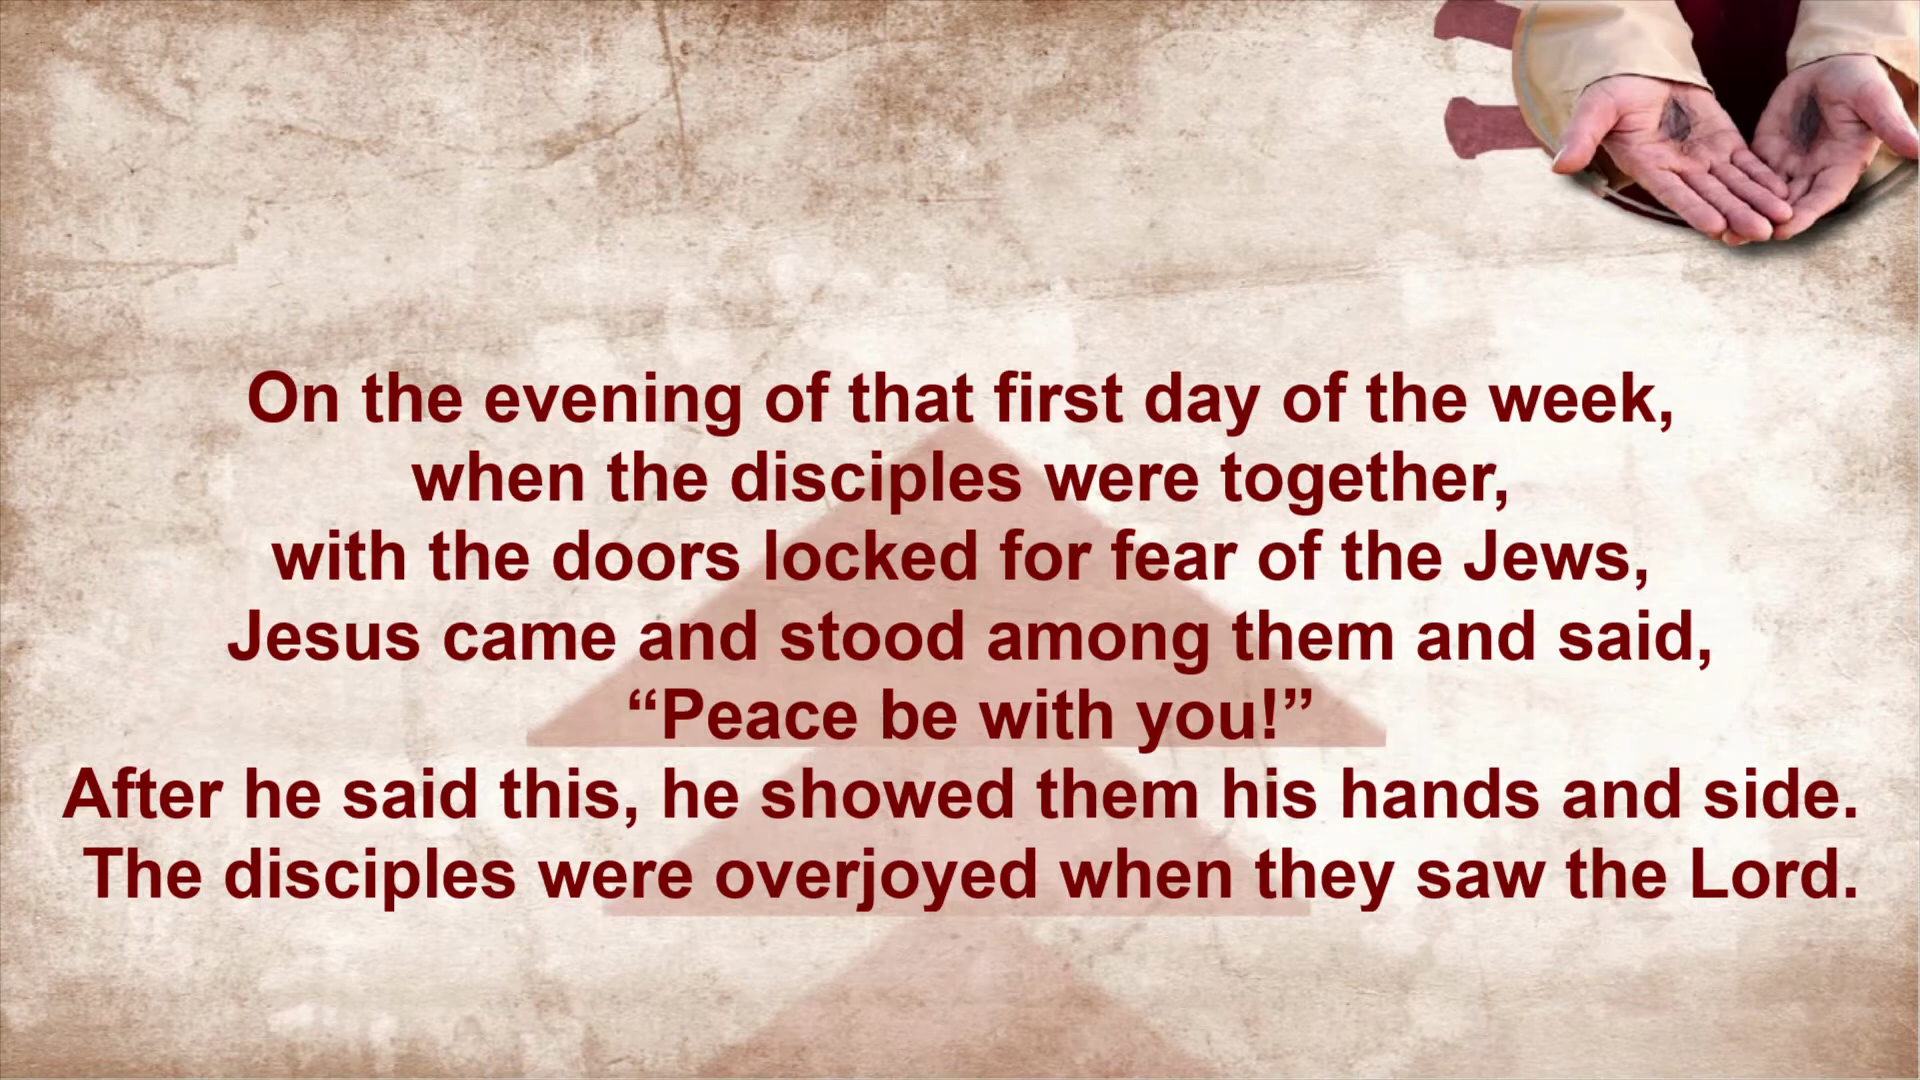 On the evening of that first day of the week,
when the disciples were together,
with the doors locked for fear of the Jews,
Jesus came and stood among them and said,
“Peace be with you!”
After he said this, he showed them his hands and side.
The disciples were overjoyed when they saw the Lord.